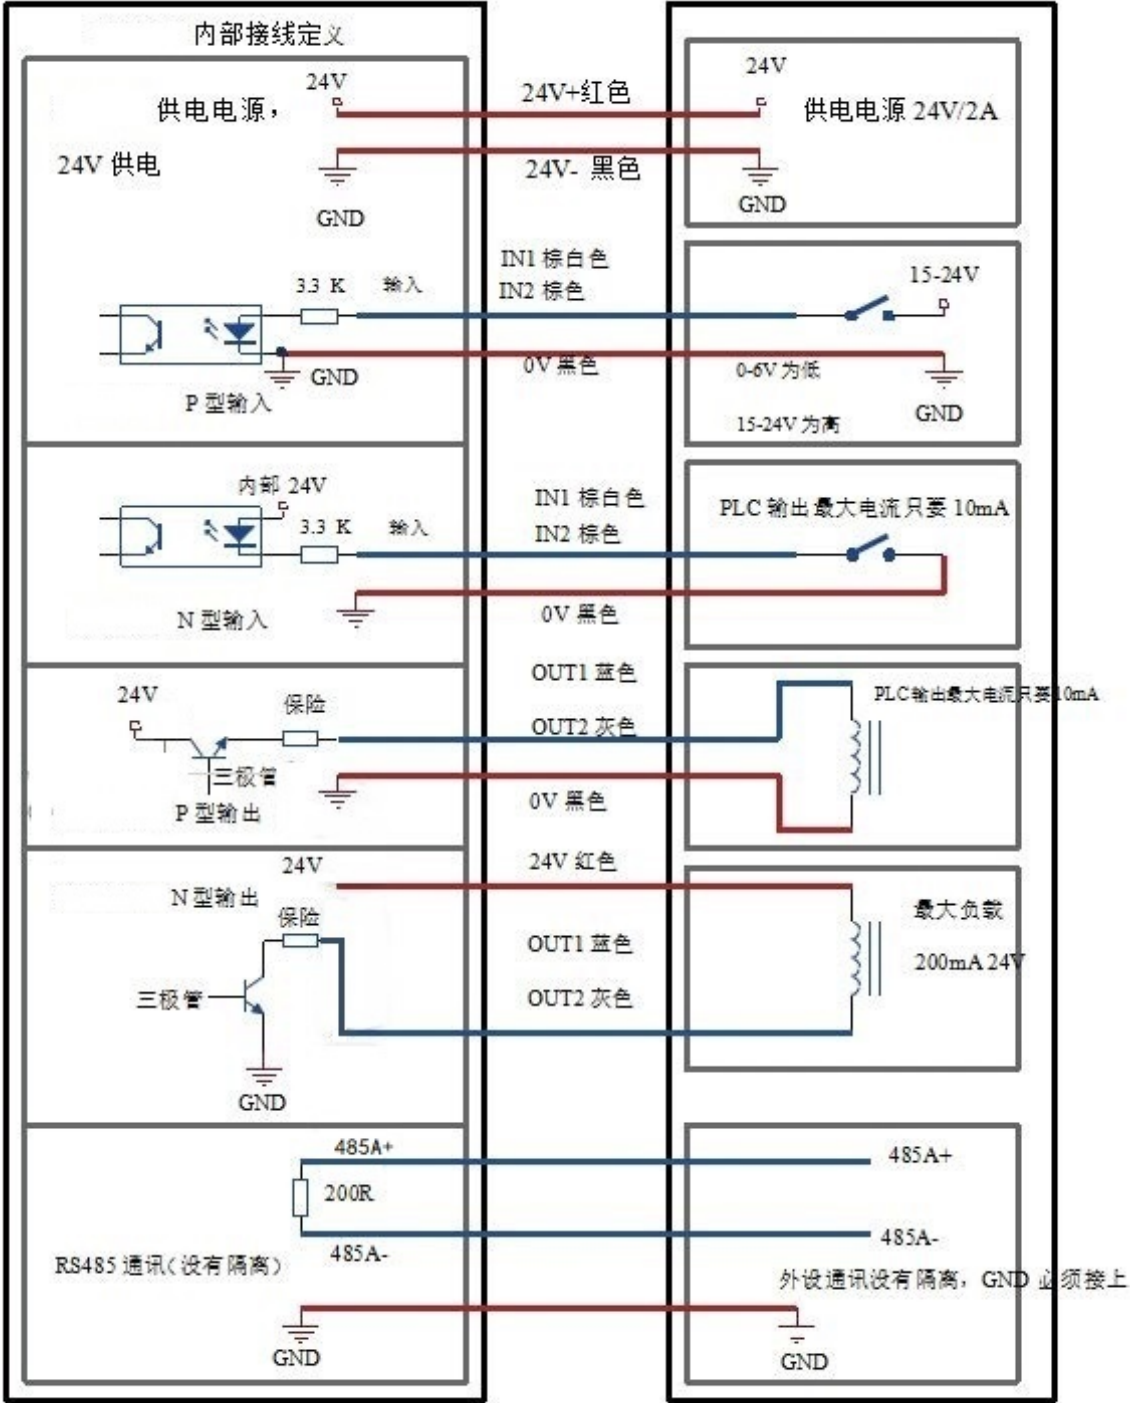 内部接线定义
24V
供电电源，
24V 供电
GND
24V+红色
24V- 黑色
24V
供电电源 24V/2A
GND
3.3 K
输入
GND
P 型输入
IN1 棕白色
IN2 棕色
0V 黑色
15-24V
0-6V 为低
GND
15-24V 为高
内部 24V
3.3 K
输入
N 型输入
IN1 棕白色
IN2 棕色
0V 黑色
PLC 输出最大电流只要 10mA
24V
保险
三极管
P 型输出
OUT1 蓝色
OUT2 灰色
0V 黑色
PLC 输出最大电流只要 10mA
24V
N 型输出
保险
三极管
GND
24V 红色
OUT1 蓝色
OUT2 灰色
最大负载
200mA 24V
485A+
200R
485A-
RS485 通讯（没有隔离）
GND
485A+
485A-
外设通讯没有隔离，GND 必须接上
GND